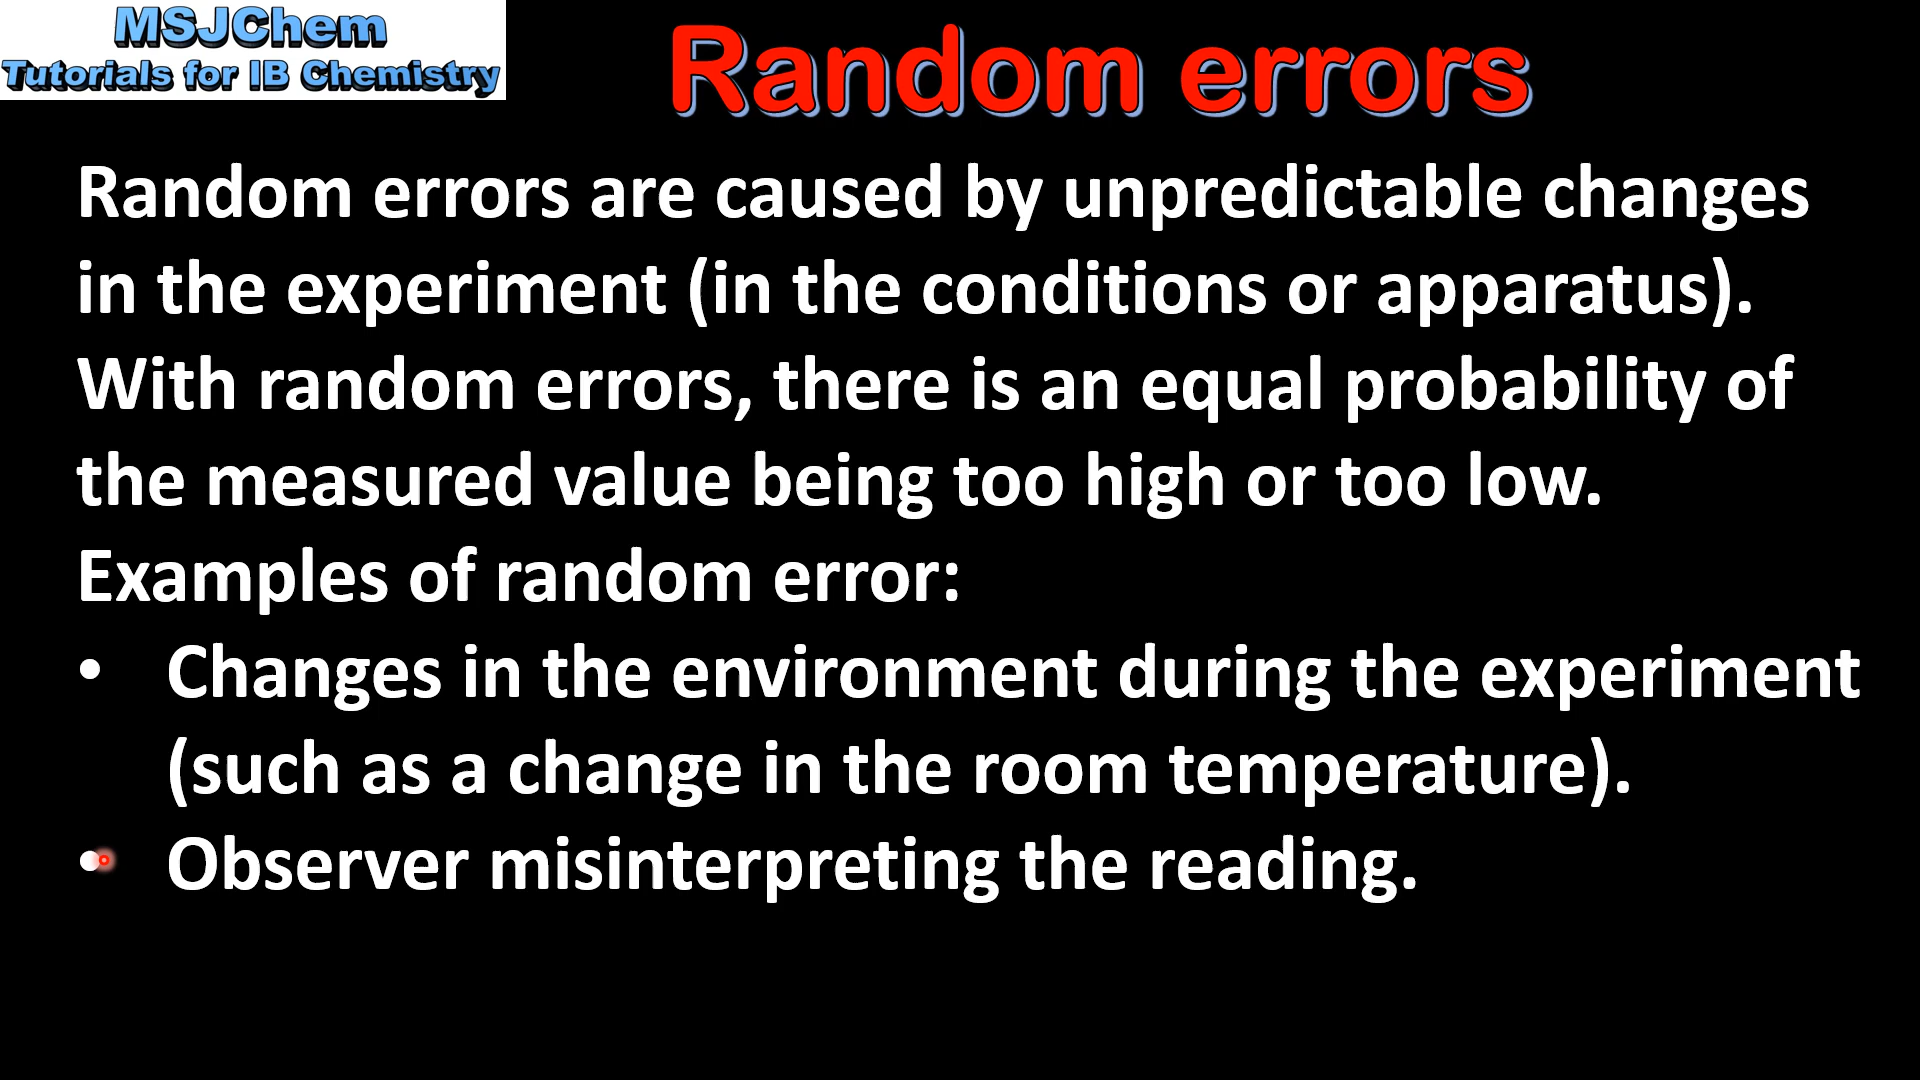 MSJChem
Tutorials for IB Chemistry
Random errors
Random errors are caused by unpredictable changes
in the experiment (in the conditions or apparatus).
With random errors, there is an equal probability of
the measured value being too high or too low.
Examples of random error:
• Changes in the environment during the experiment
(such as a change in the room temperature).
• Observer misinterpreting the reading.